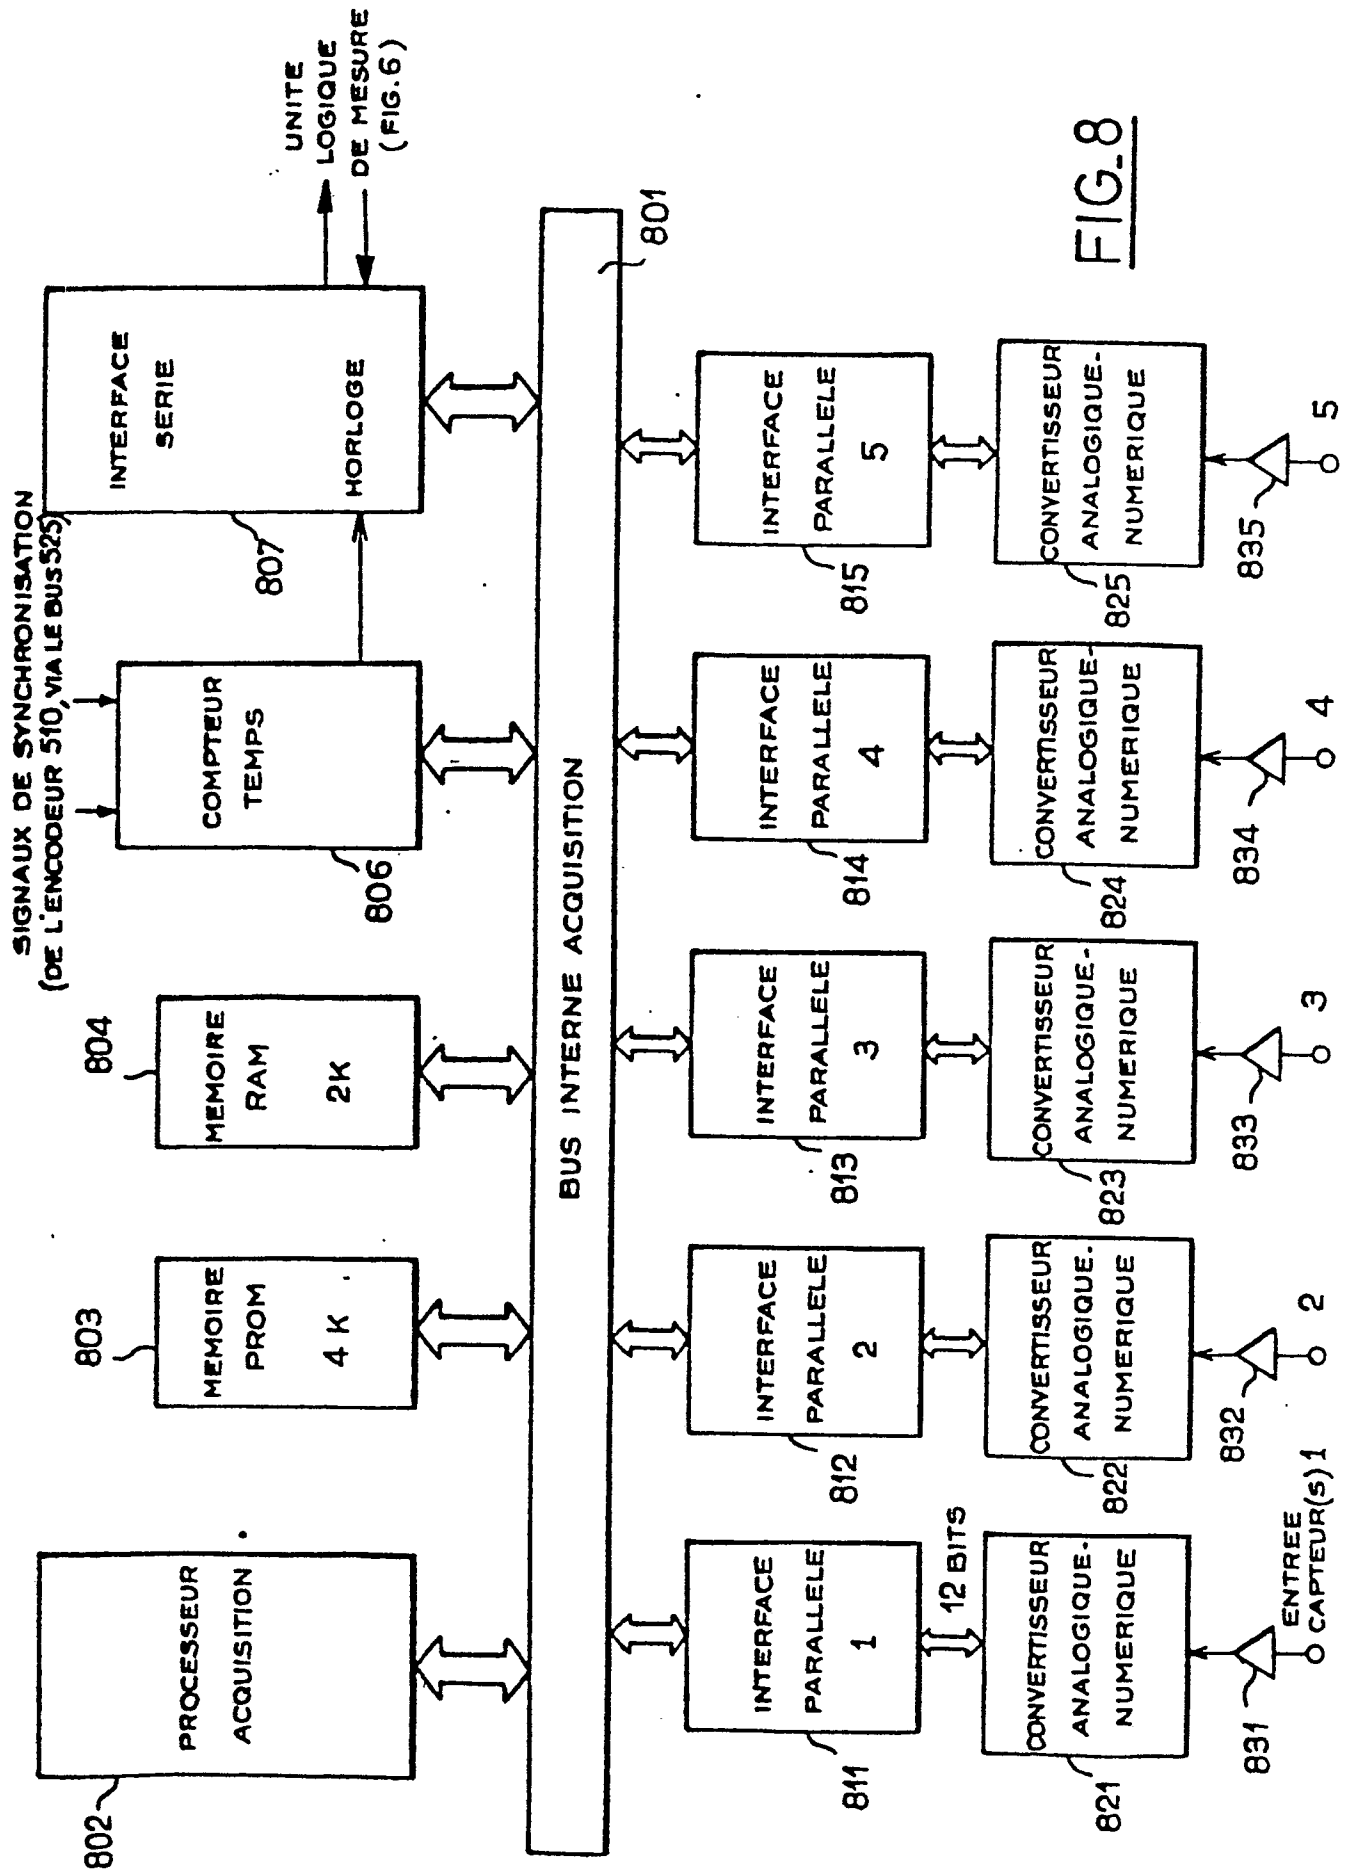 SIGNAUX DE SYNCHRONISATION
(DE L'ENCODEUR 510, VIA LE BUS 525)
UNITE
LOGIQUE
DE MESURE
(FIG.6)
802
PROCESSEUR
ACQUISITION
803
MEMOIRE
PROM
4K
804
MEMOIRE
RAM
2K
806
COMPTEUR
TEMPS
807
INTERFACE
SERIE
HORLOGE
BUS INTERNE ACQUISITION
801
INTERFACE
PARALLELE
1
811
INTERFACE
PARALLELE
2
812
INTERFACE
PARALLELE
3
813
INTERFACE
PARALLELE
4
814
INTERFACE
PARALLELE
5
815
12 BITS
CONVERTISSEUR
ANALOGIQUE-
NUMERIQUE
821
CONVERTISSEUR
ANALOGIQUE-
NUMERIQUE
822
CONVERTISSEUR
ANALOGIQUE-
NUMERIQUE
823
CONVERTISSEUR
ANALOGIQUE-
NUMERIQUE
824
CONVERTISSEUR
ANALOGIQUE-
NUMERIQUE
825
831
ENTREE
CAPTEUR(s) 1
832
2
833
3
834
4
835
5
FIG.8